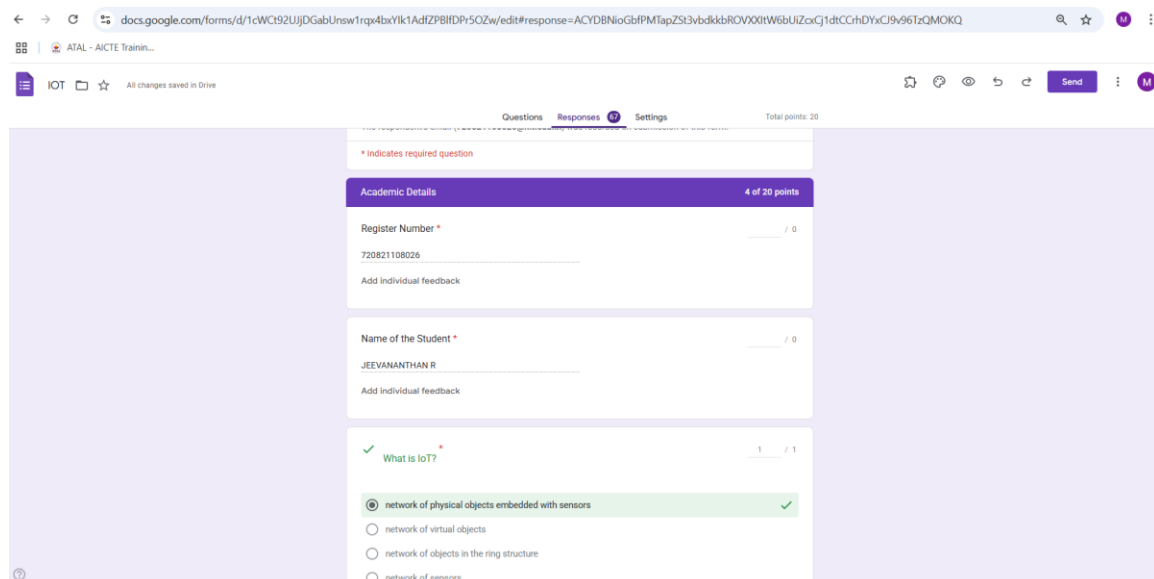 docs.google.com/forms/d/1cWCt92UJjDGabUnsw1rqx4bxYlk1AdfZPBlfDPr5OZw/edit#response=ACYDBNioGbfPMTapZSt3vbdkkbROVXXItW6bUiZcxCj1dtCCrhDYxCJ9v96TzQMOKQ
M
ATAL - AICTE Trainin...
IOT
All changes saved in Drive
Send
M
Questions Responses 67 Settings
Total points: 20
* Indicates required question
Academic Details
4 of 20 points
Register Number *
/ 0
720821108026
Add individual feedback
Name of the Student *
/ 0
JEEVANANTHAN R
Add individual feedback
What is IoT? *
1 / 1
network of physical objects embedded with sensors
network of virtual objects
network of objects in the ring structure
network of sensors